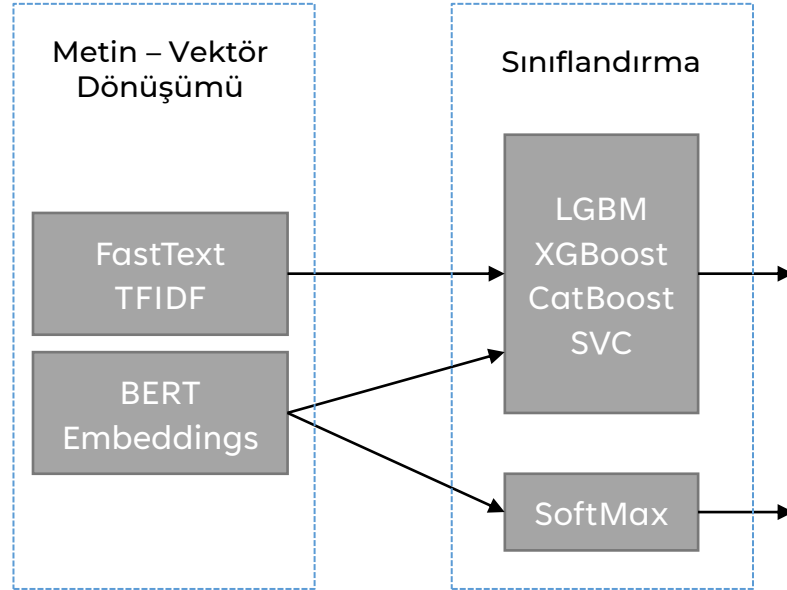 Metin – Vektör
Dönüşümü
FastText
TFIDF
BERT
Embeddings
Sınıflandırma
LGBM
XGBoost
CatBoost
SVC
SoftMax